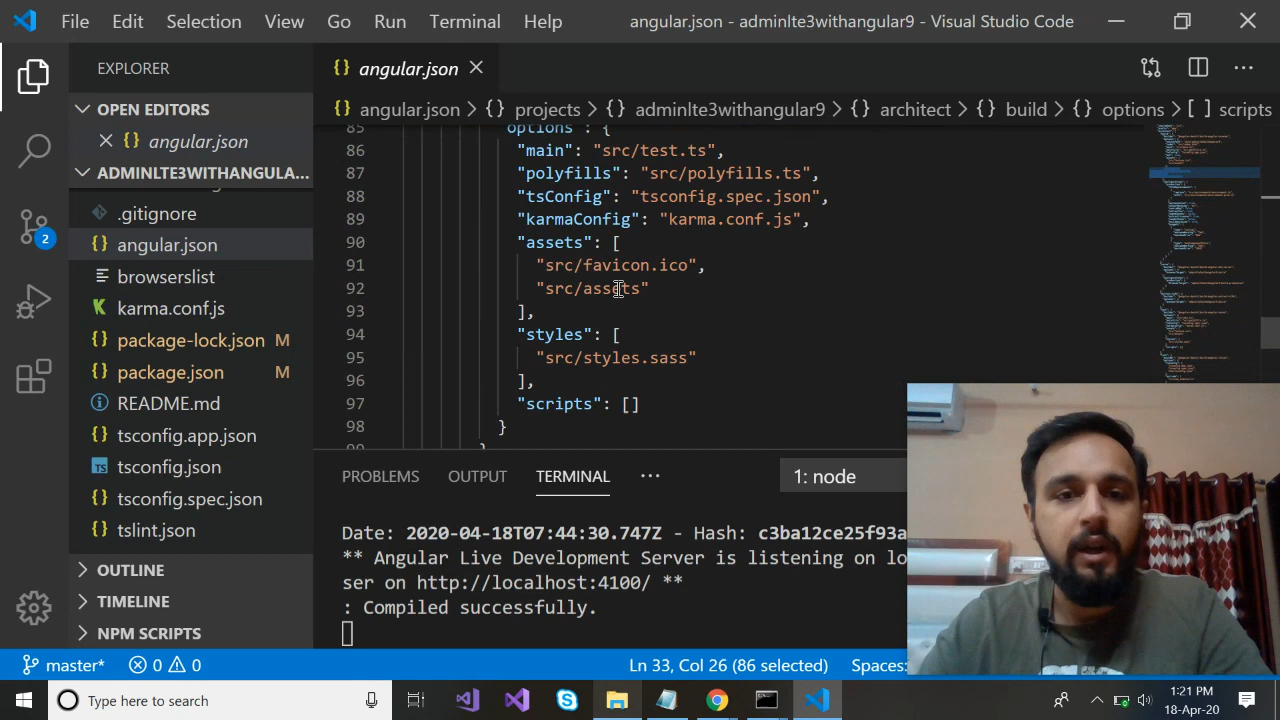 File Edit Selection View Go Run Terminal Help angular.json - adminlte3withangular9 - Visual Studio Code
EXPLORER
OPEN EDITORS
angular.json
ADMINLTE3WITHANGULA...
.gitignore
angular.json
browserslist
karma.conf.js
package-lock.json M
package.json M
README.md
tsconfig.app.json
tsconfig.json
tsconfig.spec.json
tslint.json
OUTLINE
TIMELINE
NPM SCRIPTS
2
angular.json
angular.json > {} projects > {} adminlte3withangular9 > {} architect > {} build > {} options > [ ] scripts
85 "options": {
86 "main": "src/test.ts",
87 "polyfills": "src/polyfills.ts",
88 "tsConfig": "tsconfig.spec.json",
89 "karmaConfig": "karma.conf.js",
90 "assets": [
91 "src/favicon.ico",
92 "src/assets"
93 ],
94 "styles": [
95 "src/styles.sass"
96 ],
97 "scripts": []
98 }
PROBLEMS OUTPUT TERMINAL ... 1: node
Date: 2020-04-18T07:44:30.747Z - Hash: c3ba12ce25f93a
** Angular Live Development Server is listening on lo
ser on http://localhost:4100/ **
: Compiled successfully.
master* 0 0 Ln 33, Col 26 (86 selected) Spaces:
Type here to search
1:21 PM
18-Apr-20